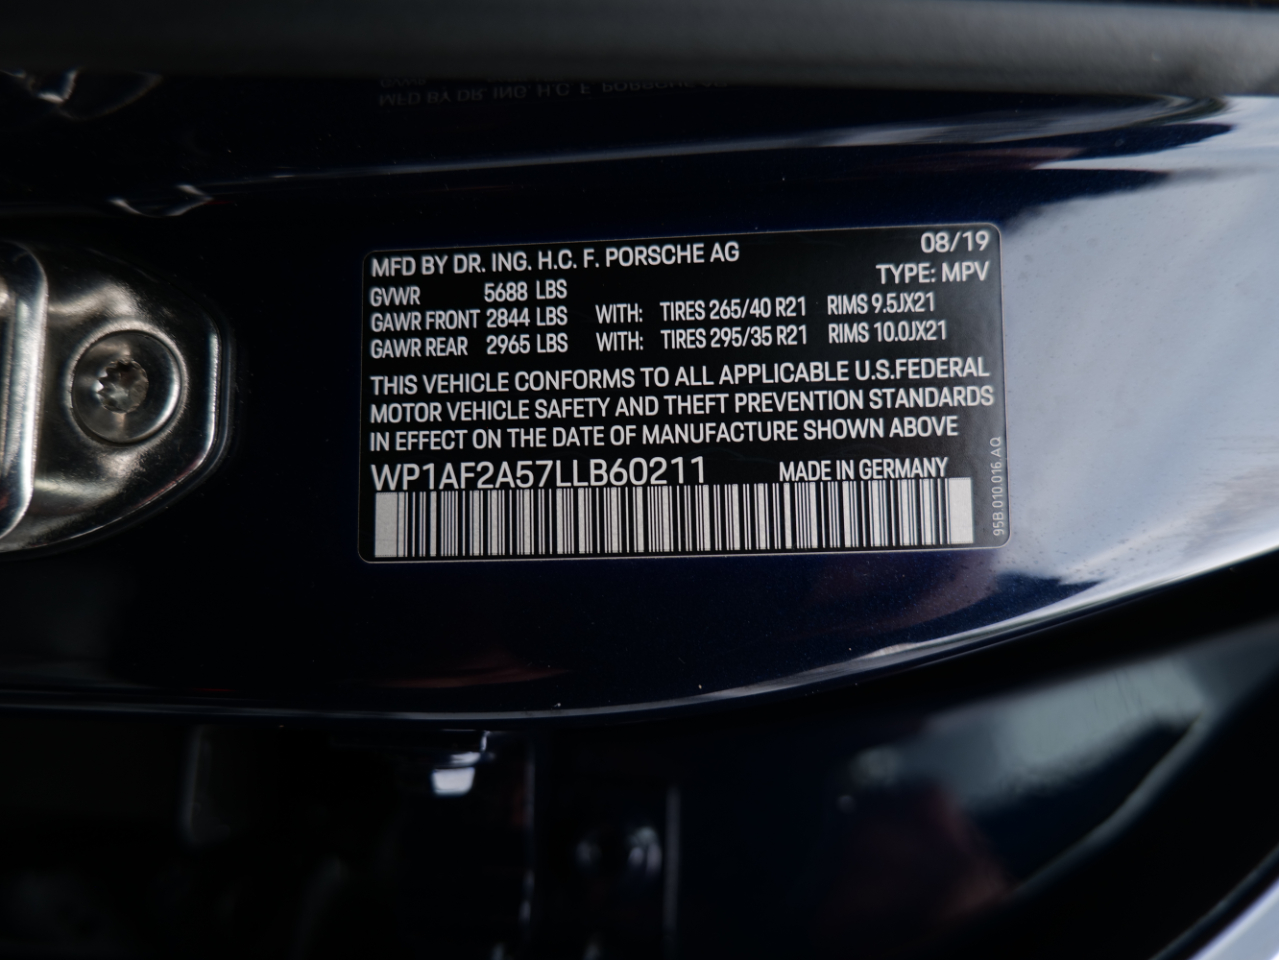 MFD BY DR. ING. H.C. F. PORSCHE AG 08/19
TYPE: MPV
GVWR 5688 LBS
GAWR FRONT 2844 LBS WITH: TIRES 265/40 R21 RIMS 9.5JX21
GAWR REAR 2965 LBS WITH: TIRES 295/35 R21 RIMS 10.0JX21
THIS VEHICLE CONFORMS TO ALL APPLICABLE U.S.FEDERAL
MOTOR VEHICLE SAFETY AND THEFT PREVENTION STANDARDS
IN EFFECT ON THE DATE OF MANUFACTURE SHOWN ABOVE
WP1AF2A57LLB60211 MADE IN GERMANY
95B.010.016.AQ